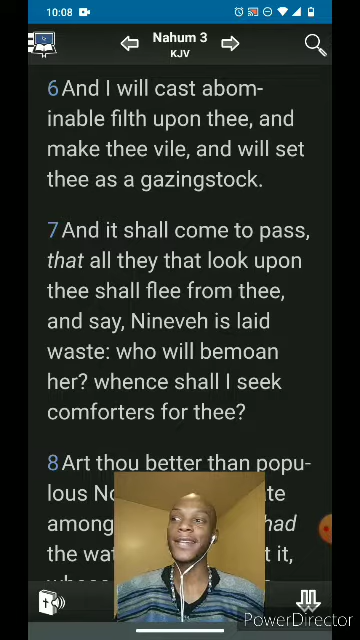 10:08
Nahum 3
KJV
6 And I will cast abom-
inable filth upon thee, and
make thee vile, and will set
thee as a gazingstock.
7 And it shall come to pass,
that all they that look upon
thee shall flee from thee,
and say, Nineveh is laid
waste: who will bemoan
her? whence shall I seek
comforters for thee?
8 Art thou better than popu-
lous
among had
the it,
PowerDirector